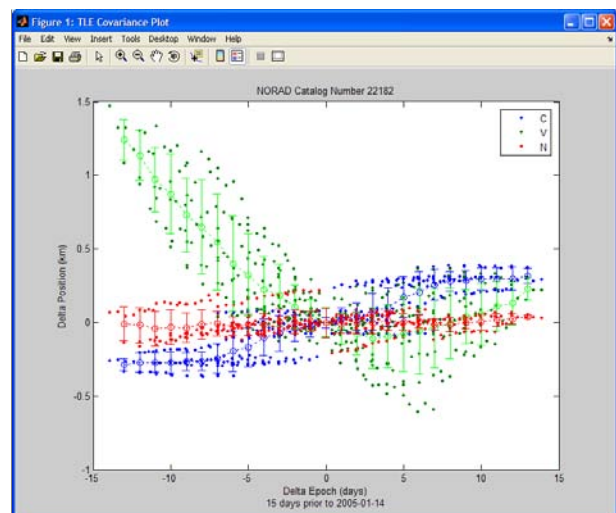 Figure 1: TLE Covariance Plot
File Edit View Insert Tools Desktop Window Help
NORAD Catalog Number 22182
C
V
N
1.5
1
0.5
0
-0.5
-1
Delta Position (km)
-15 -10 -5 0 5 10 15
Delta Epoch (days)
15 days prior to 2005-01-14